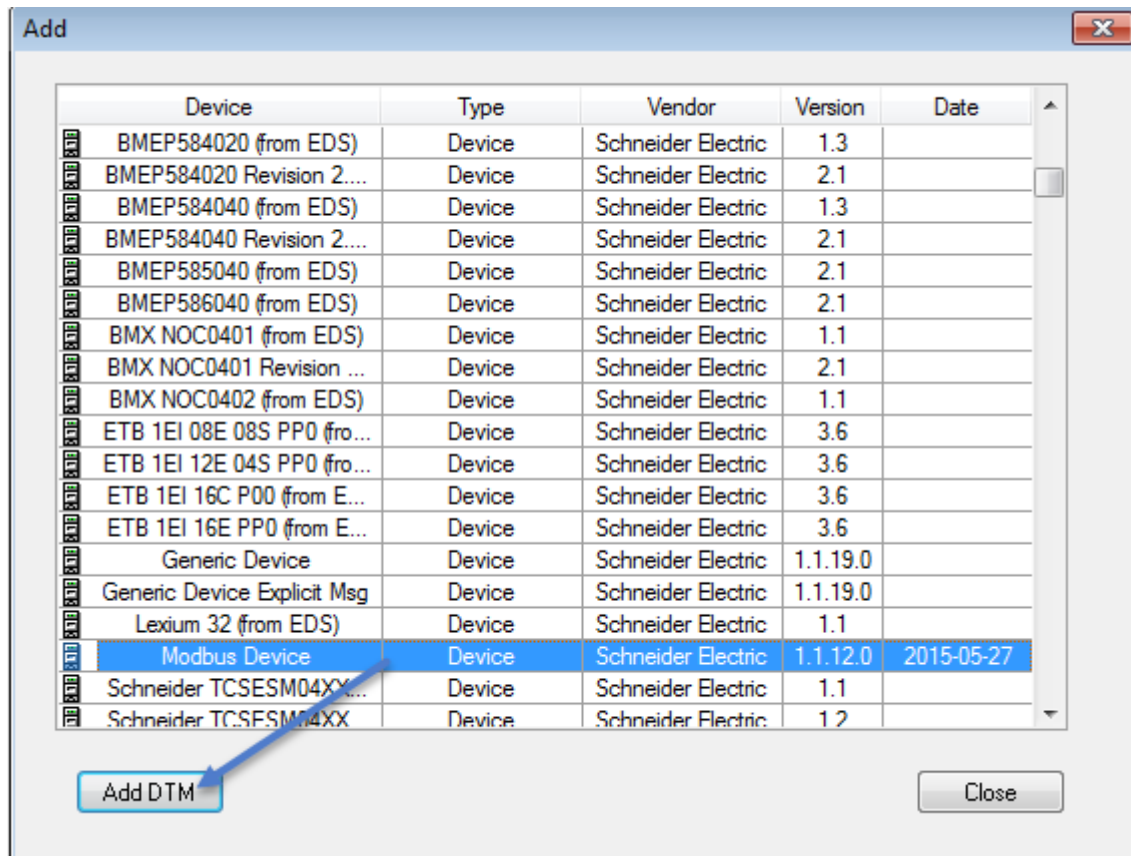 Add
Device Type Vendor Version Date
BMEP584020 (from EDS) Device Schneider Electric 1.3
BMEP584020 Revision 2.... Device Schneider Electric 2.1
BMEP584040 (from EDS) Device Schneider Electric 1.3
BMEP584040 Revision 2.... Device Schneider Electric 2.1
BMEP585040 (from EDS) Device Schneider Electric 2.1
BMEP586040 (from EDS) Device Schneider Electric 2.1
BMX NOC0401 (from EDS) Device Schneider Electric 1.1
BMX NOC0401 Revision ... Device Schneider Electric 2.1
BMX NOC0402 (from EDS) Device Schneider Electric 1.1
ETB 1EI 08E 08S PP0 (fro... Device Schneider Electric 3.6
ETB 1EI 12E 04S PP0 (fro... Device Schneider Electric 3.6
ETB 1EI 16C P00 (from E... Device Schneider Electric 3.6
ETB 1EI 16E PP0 (from E... Device Schneider Electric 3.6
Generic Device Device Schneider Electric 1.1.19.0
Generic Device Explicit Msg Device Schneider Electric 1.1.19.0
Lexium 32 (from EDS) Device Schneider Electric 1.1
Modbus Device Device Schneider Electric 1.1.12.0 2015-05-27
Schneider TCSESM04XX... Device Schneider Electric 1.1
Schneider TCSESM04XX Device Schneider Electric 1.2
Add DTM Close